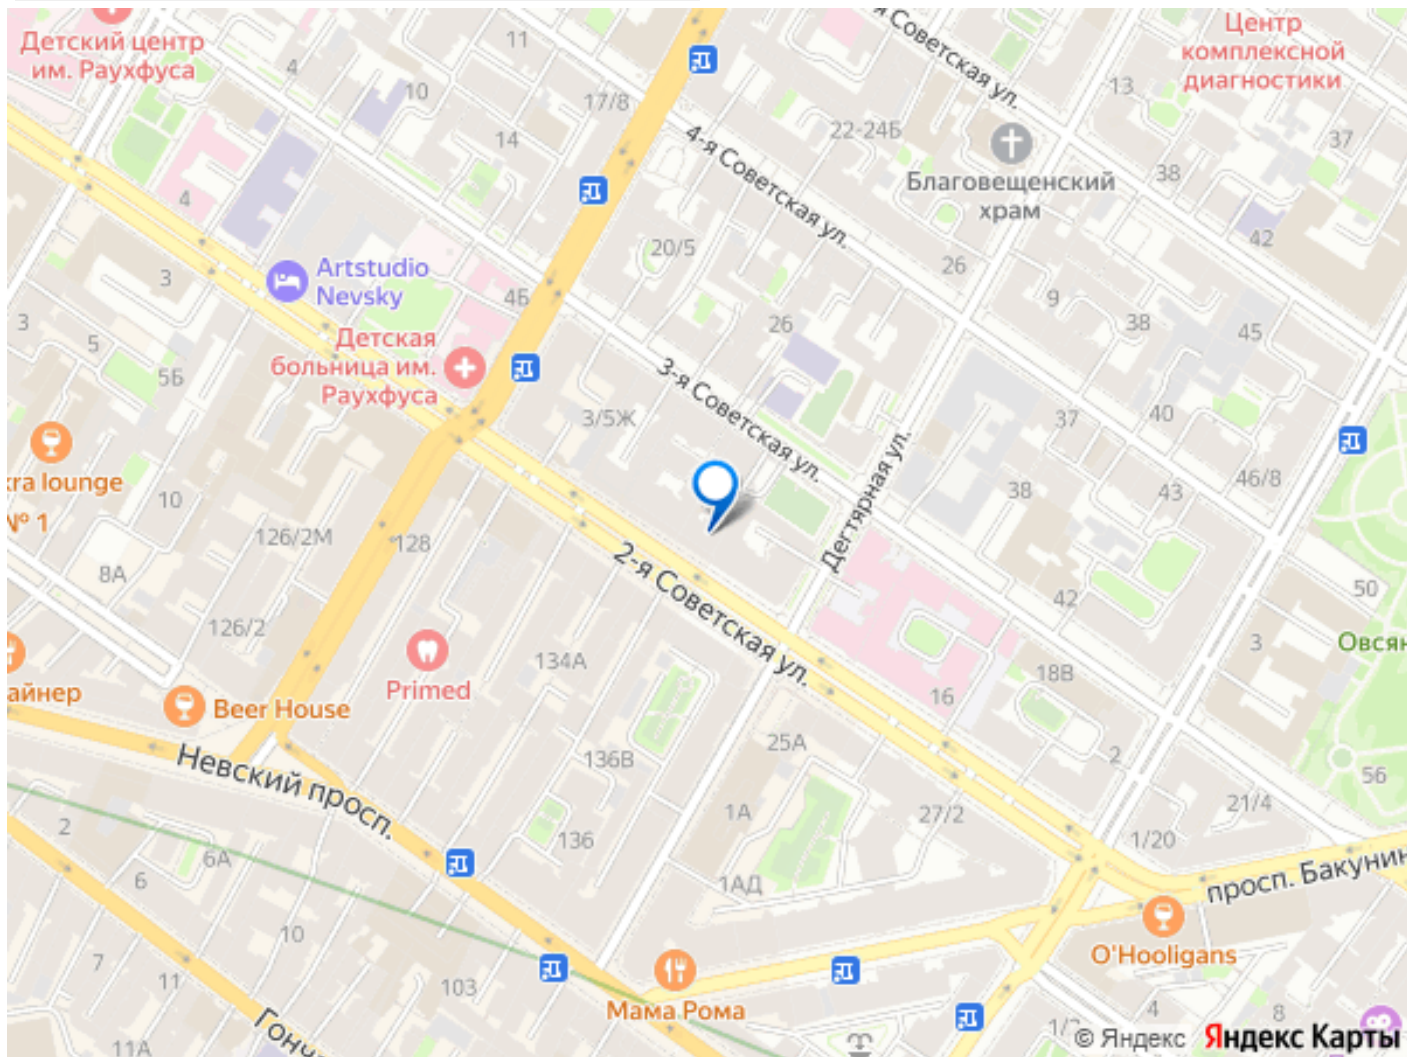 Детский центр
им. Раухфуса
11
4
10
17/8
14
4
-я Советская ул.
Центр
комплексной
диагностики
13
37
22-24Б
4-я Советская ул.
Благовещенский
храм
38
42
20/5
26
3
Artstudio
Nevsky
4Б
9
38
45
3
5
5Б
Детская
больница им.
Раухфуса
26
3-я Советская ул.
3/5Ж
37
40
kra lounge
№ 1
10
126/2М
128
Дегтярная ул.
38
43
46/8
8А
2-я Советская ул.
42
50
126/2
134А
3
Овсян
18В
Primed
16
айнер
Beer House
Невский просп.
25А
2
136В
56
2
6А
6
136
1А
27/2
21/4
1/20
1АД
просп. Бакунин
10
7
11
103
O'Hooligans
Мама Рома
4
8
1/2
Гонч
11А
© Яндекс Яндекс Карты